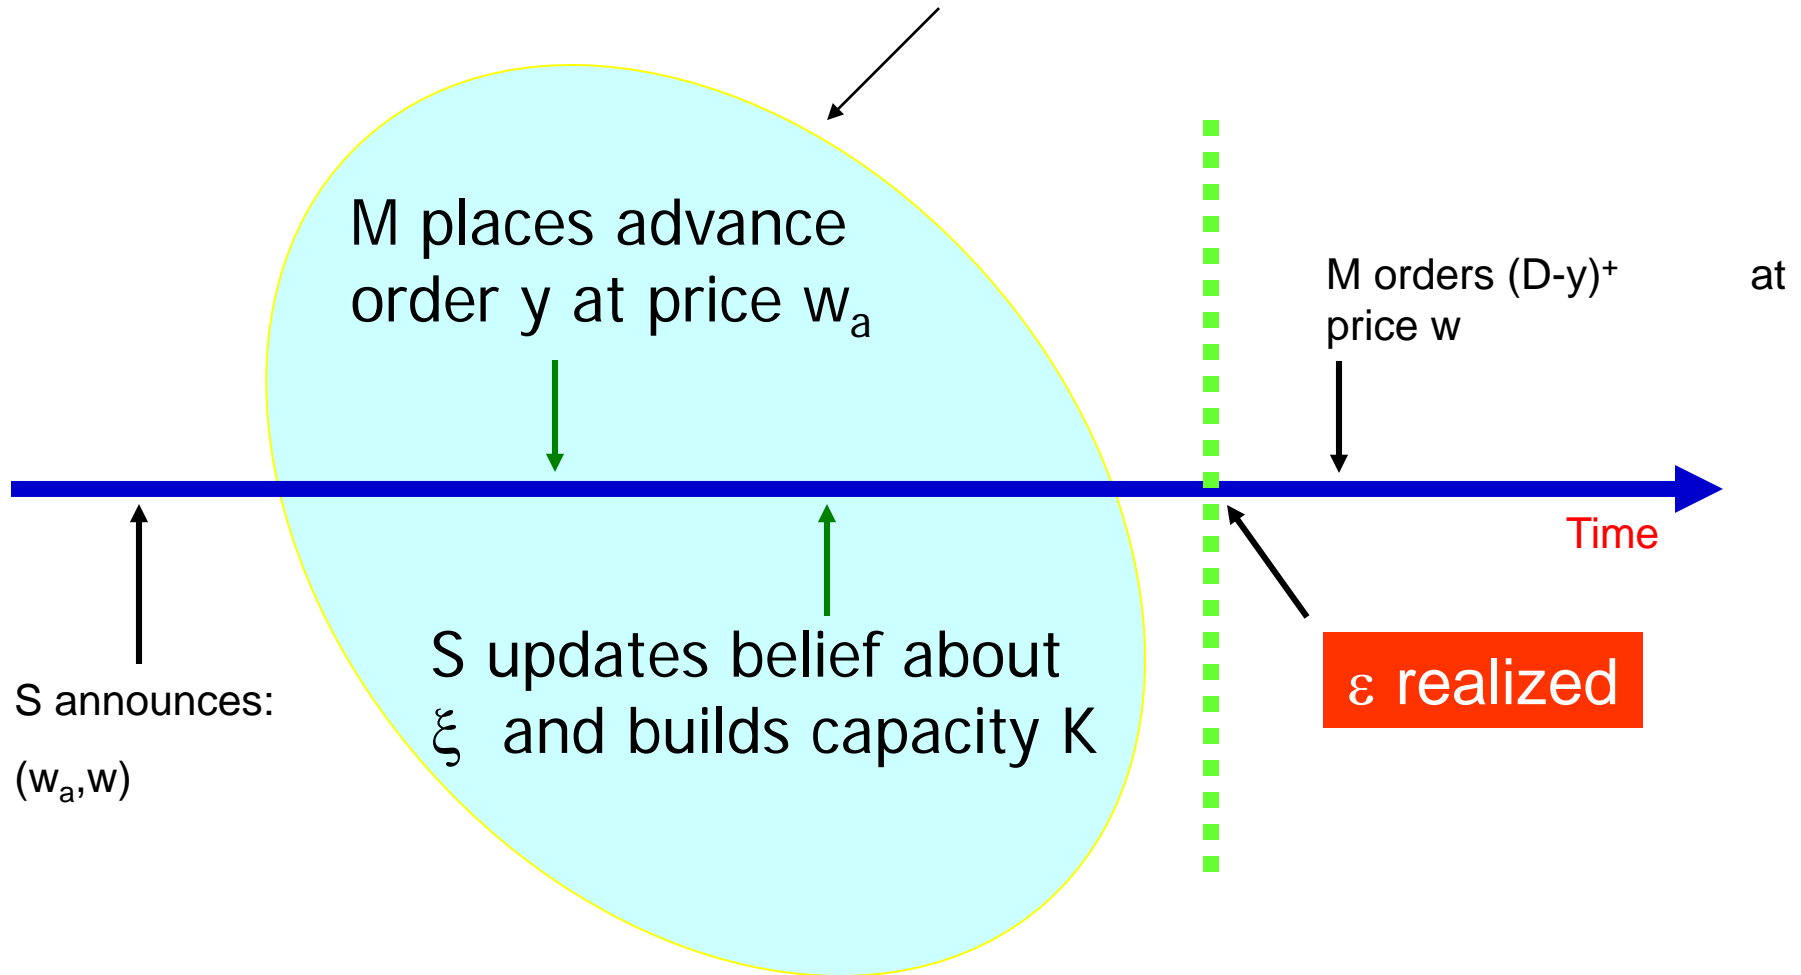 M places advance
order y at price wₐ
M orders (D-y)⁺ at
price w
Time
S announces:
(wₐ,w)
S updates belief about
ξ and builds capacity K
ε realized